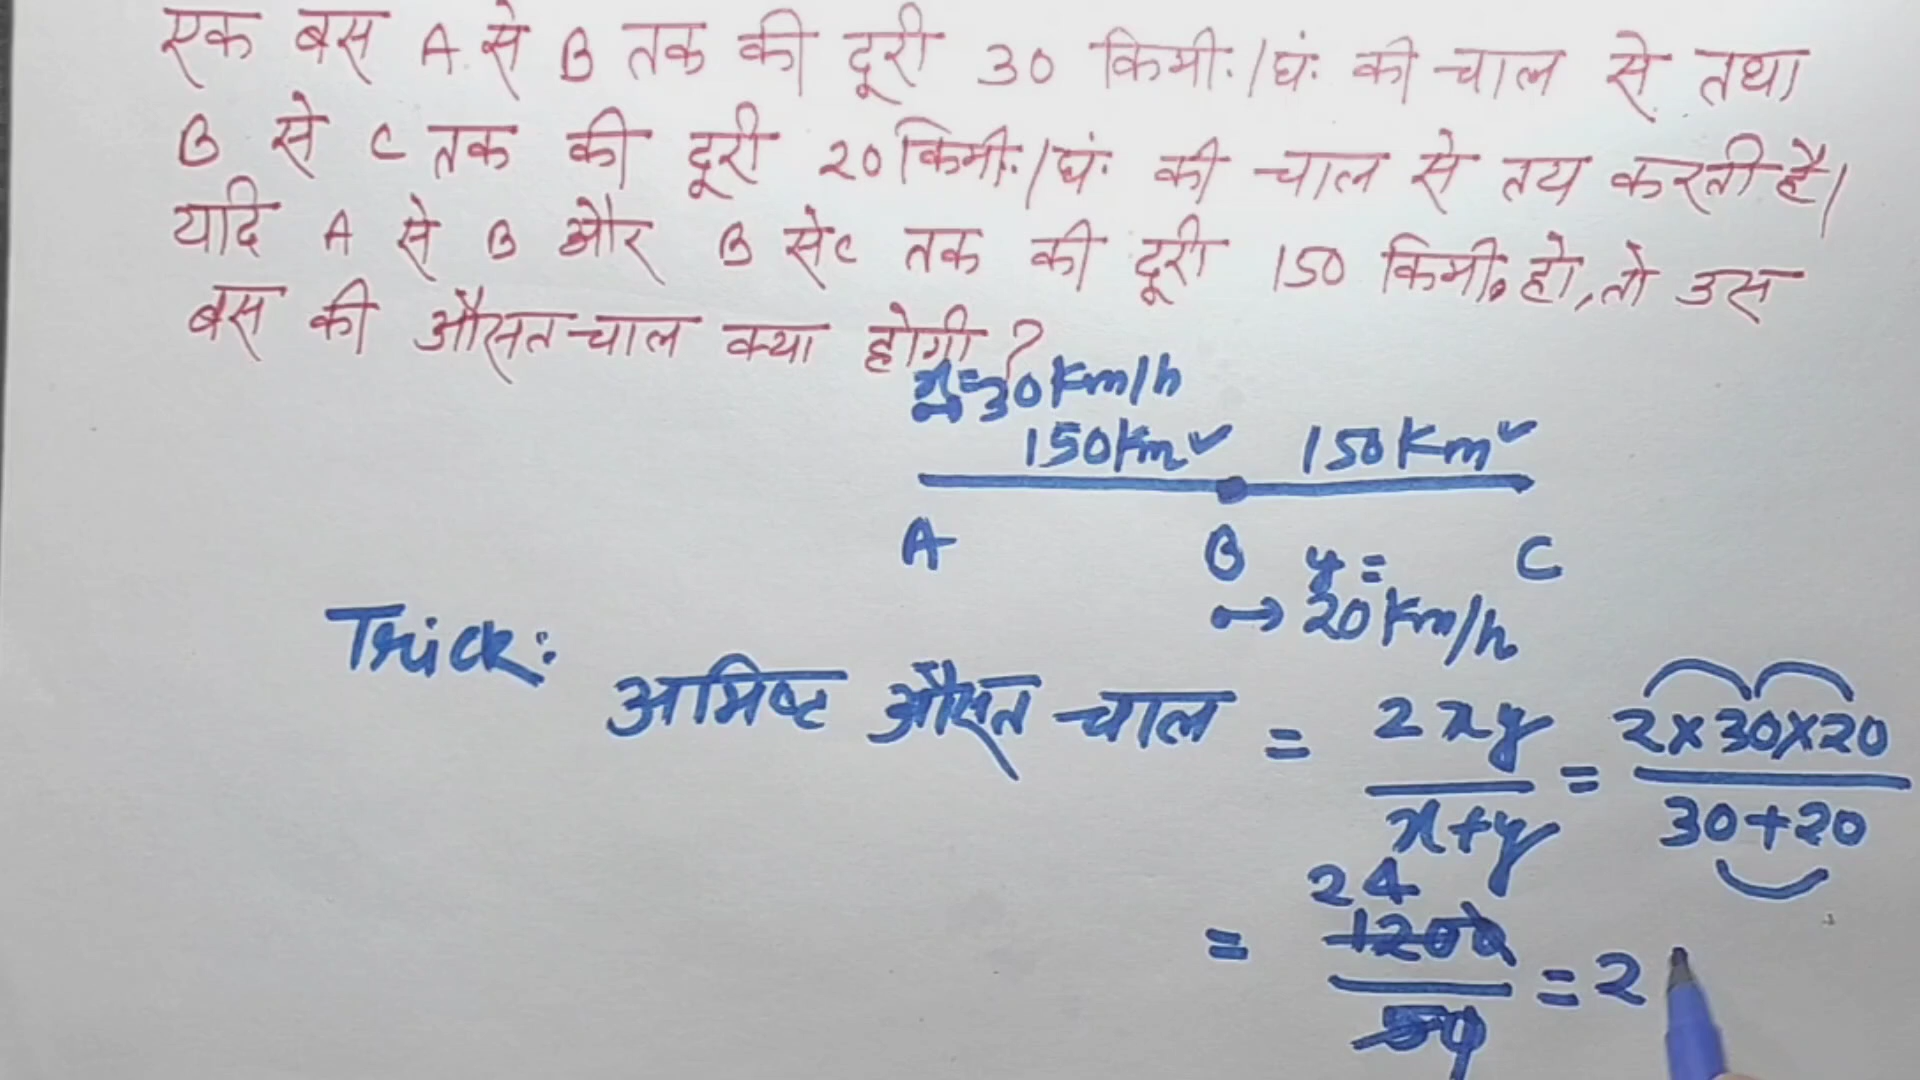 एक बस A से B तक की दूरी 30 किमी./घं. की चाल से तथा
B से C तक की दूरी 20 किमी./घं. की चाल से तय करती है।
यदि A से B और B से C तक की दूरी 150 किमी. हो, तो उस
बस की औसत चाल क्या होगी?
x=30km/h
150km✓ 150km✓
A B C
y=
→ 20km/h
Trick:
अभिष्ट औसत चाल = 2xy/x+y = 2×30×20/30+20
24
= 1200/50 = 2